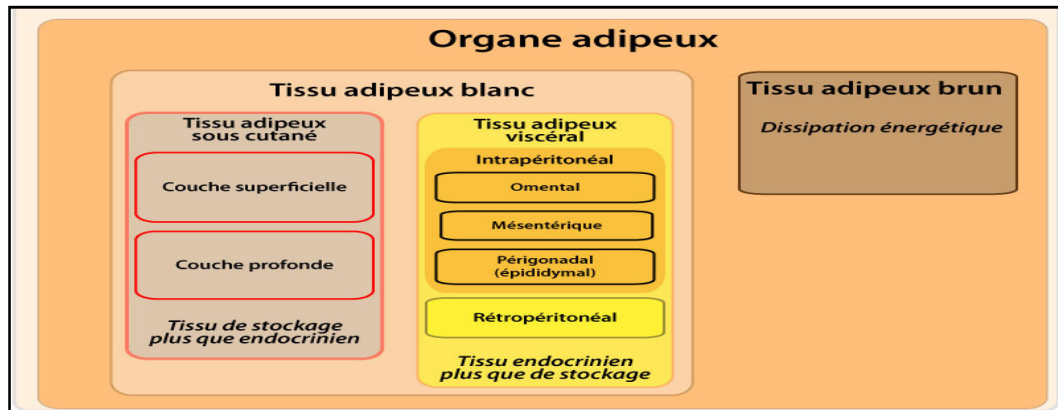 Organe adipeux
Tissu adipeux blanc
Tissu adipeux
sous cutané
Couche superficielle
Couche profonde
Tissu de stockage
plus que endocrinien
Tissu adipeux
viscéral
Intrapéritonéal
Omental
Mésentérique
Périgonadal
(épididymal)
Rétropéritonéal
Tissu endocrinien
plus que de stockage
Tissu adipeux brun
Dissipation énergétique